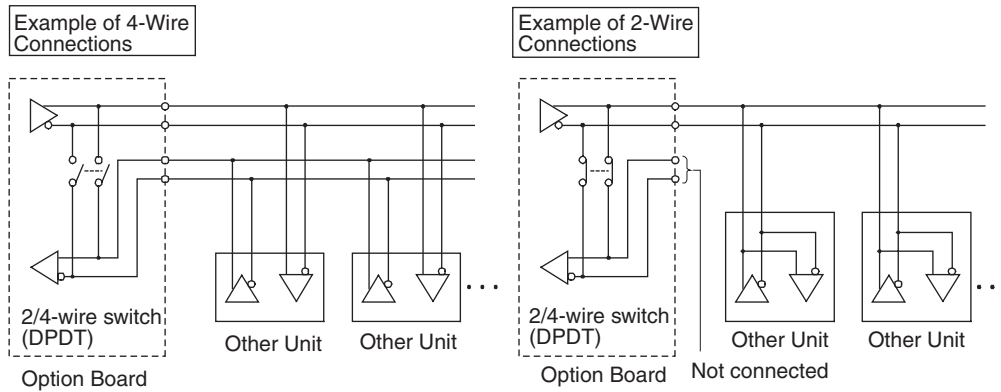 Example of 4-Wire
Connections
2/4-wire switch
(DPDT)
Option Board
Other Unit
Other Unit
Example of 2-Wire
Connections
2/4-wire switch
(DPDT)
Option Board
Other Unit
Other Unit
Not connected